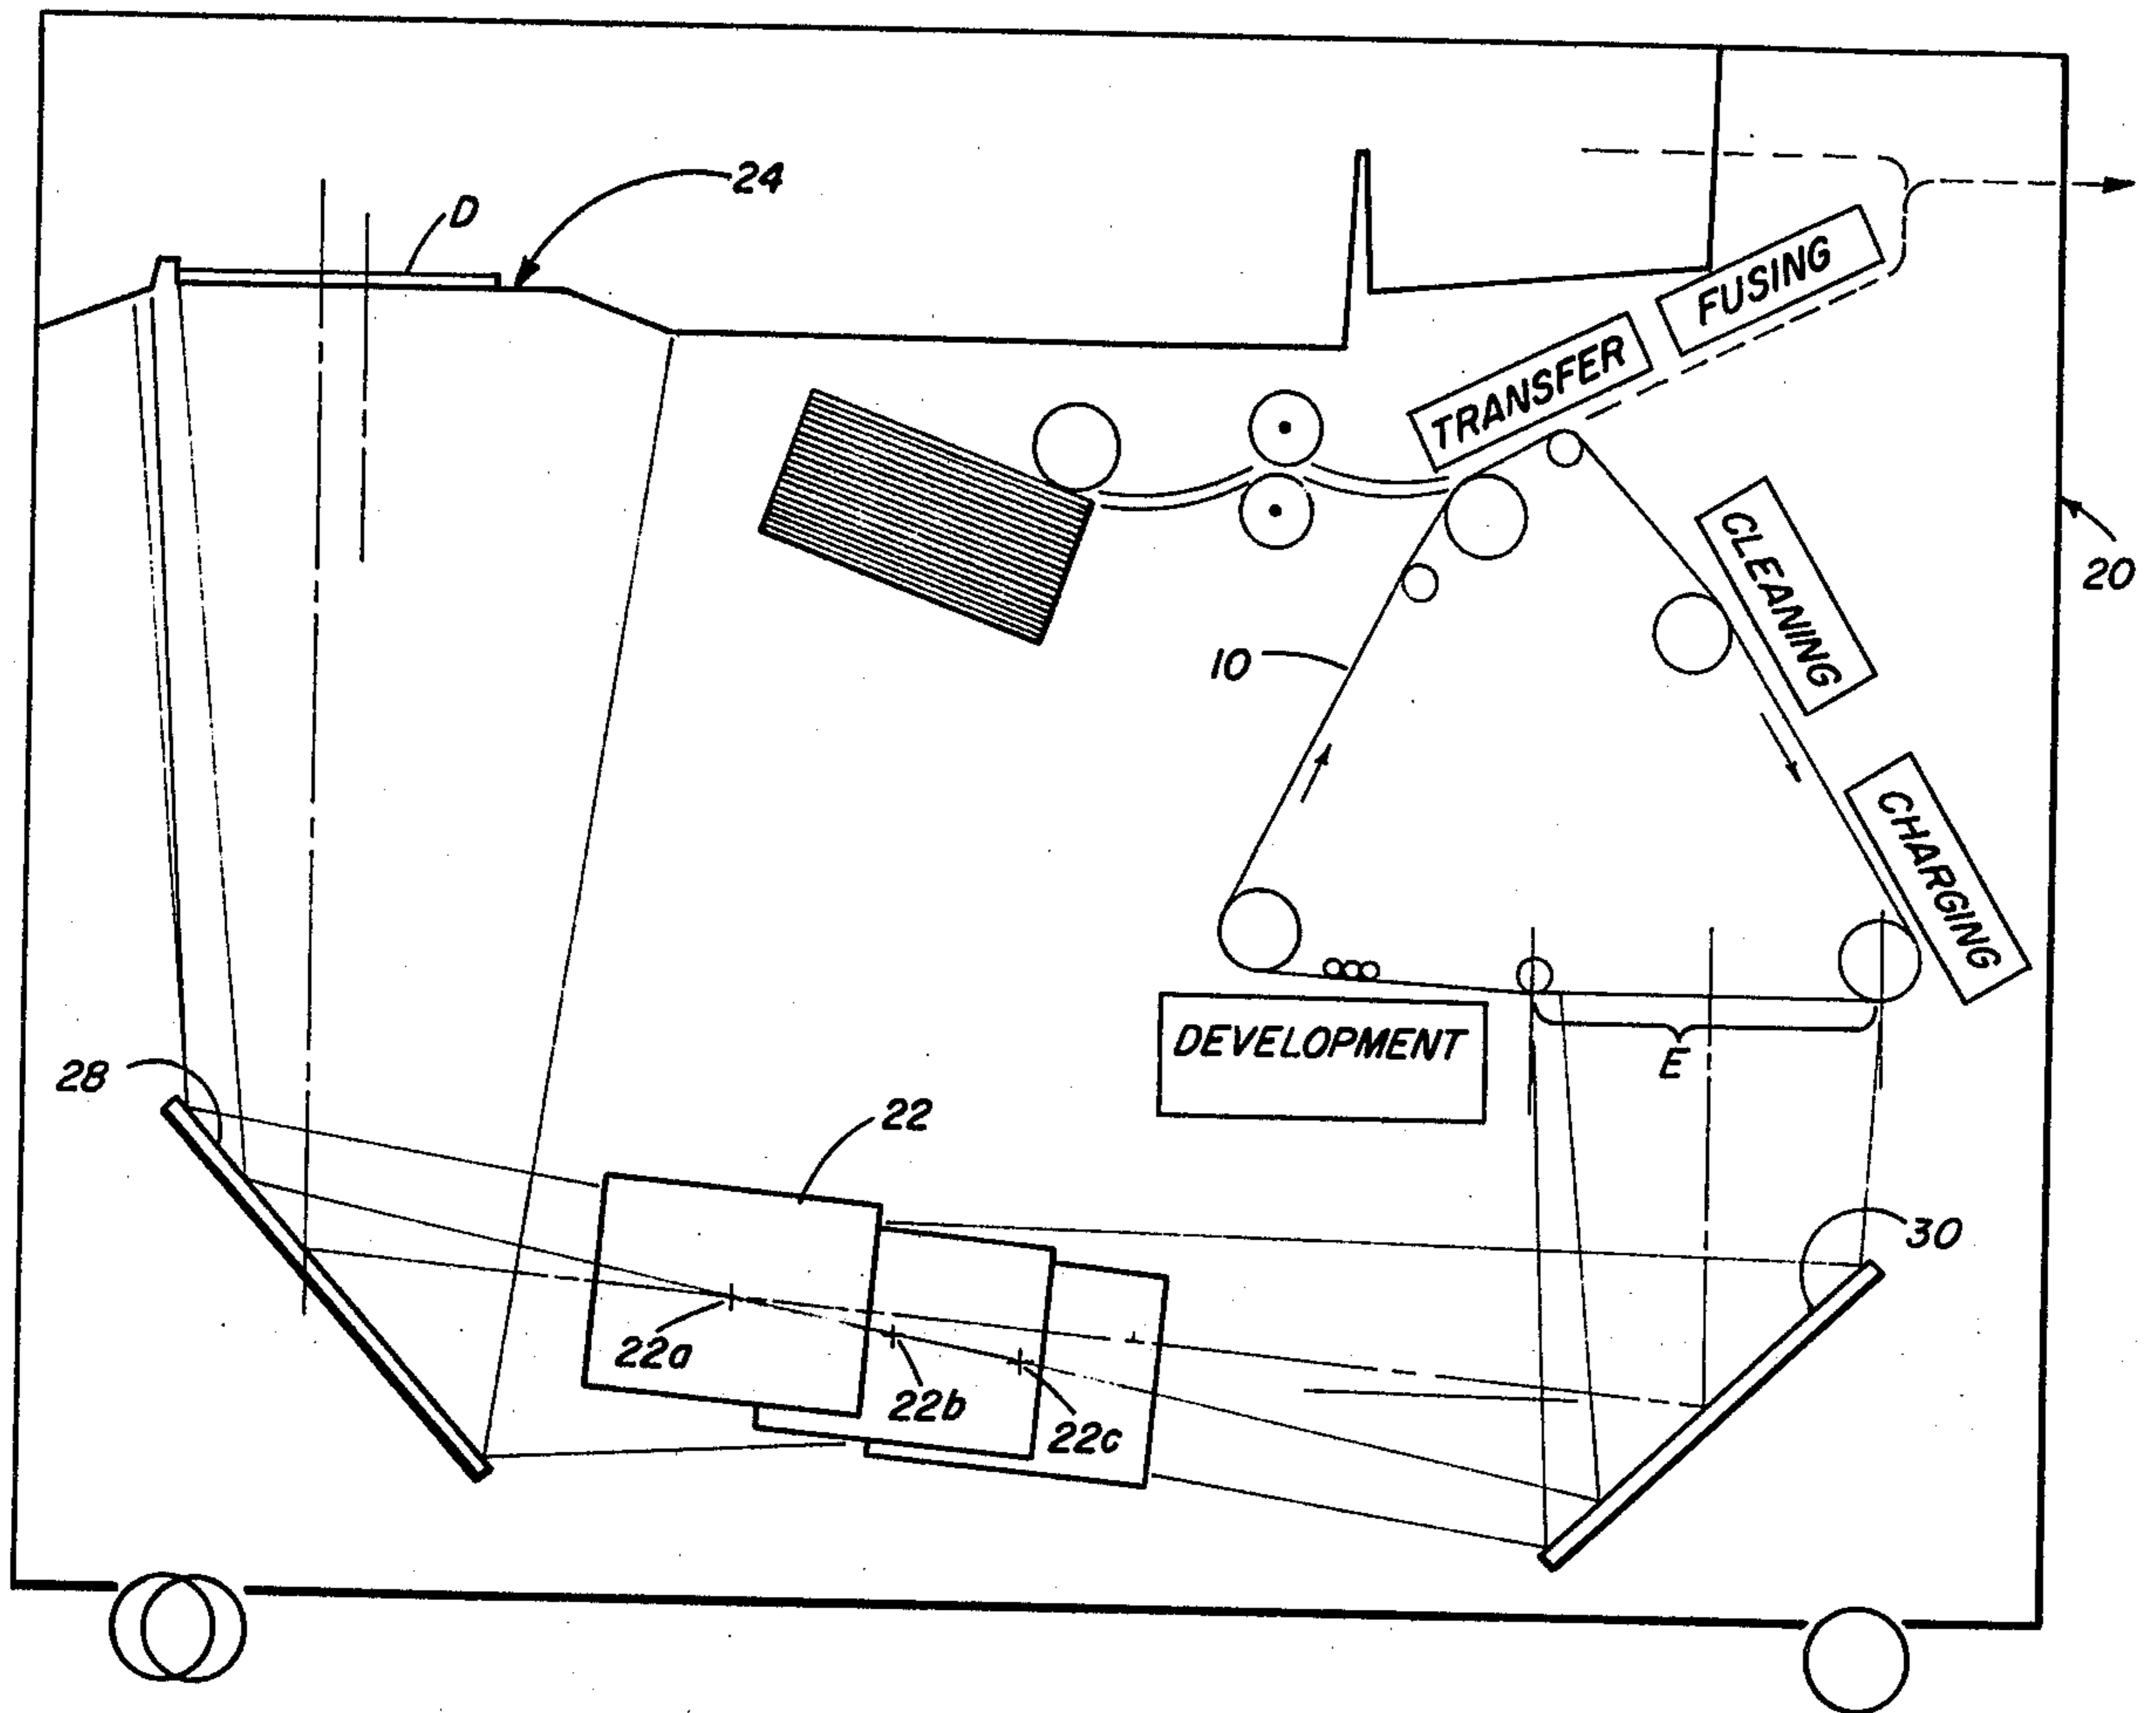 24
D
FUSING
TRANSFER
CLEANING
20
10
CHARGING
DEVELOPMENT
E
28
22
30
22a
22b
22c